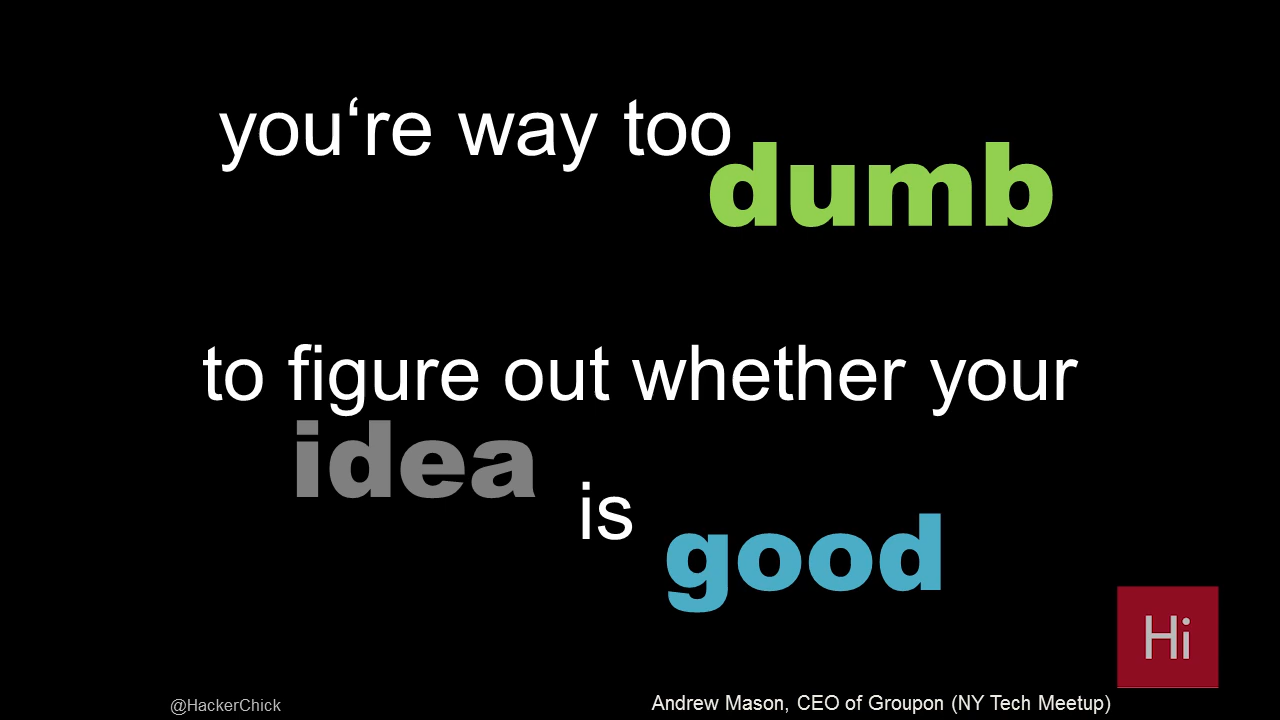 you‘re way too
dumb
to figure out whether your
idea
is
good
Hi
@HackerChick
Andrew Mason, CEO of Groupon (NY Tech Meetup)